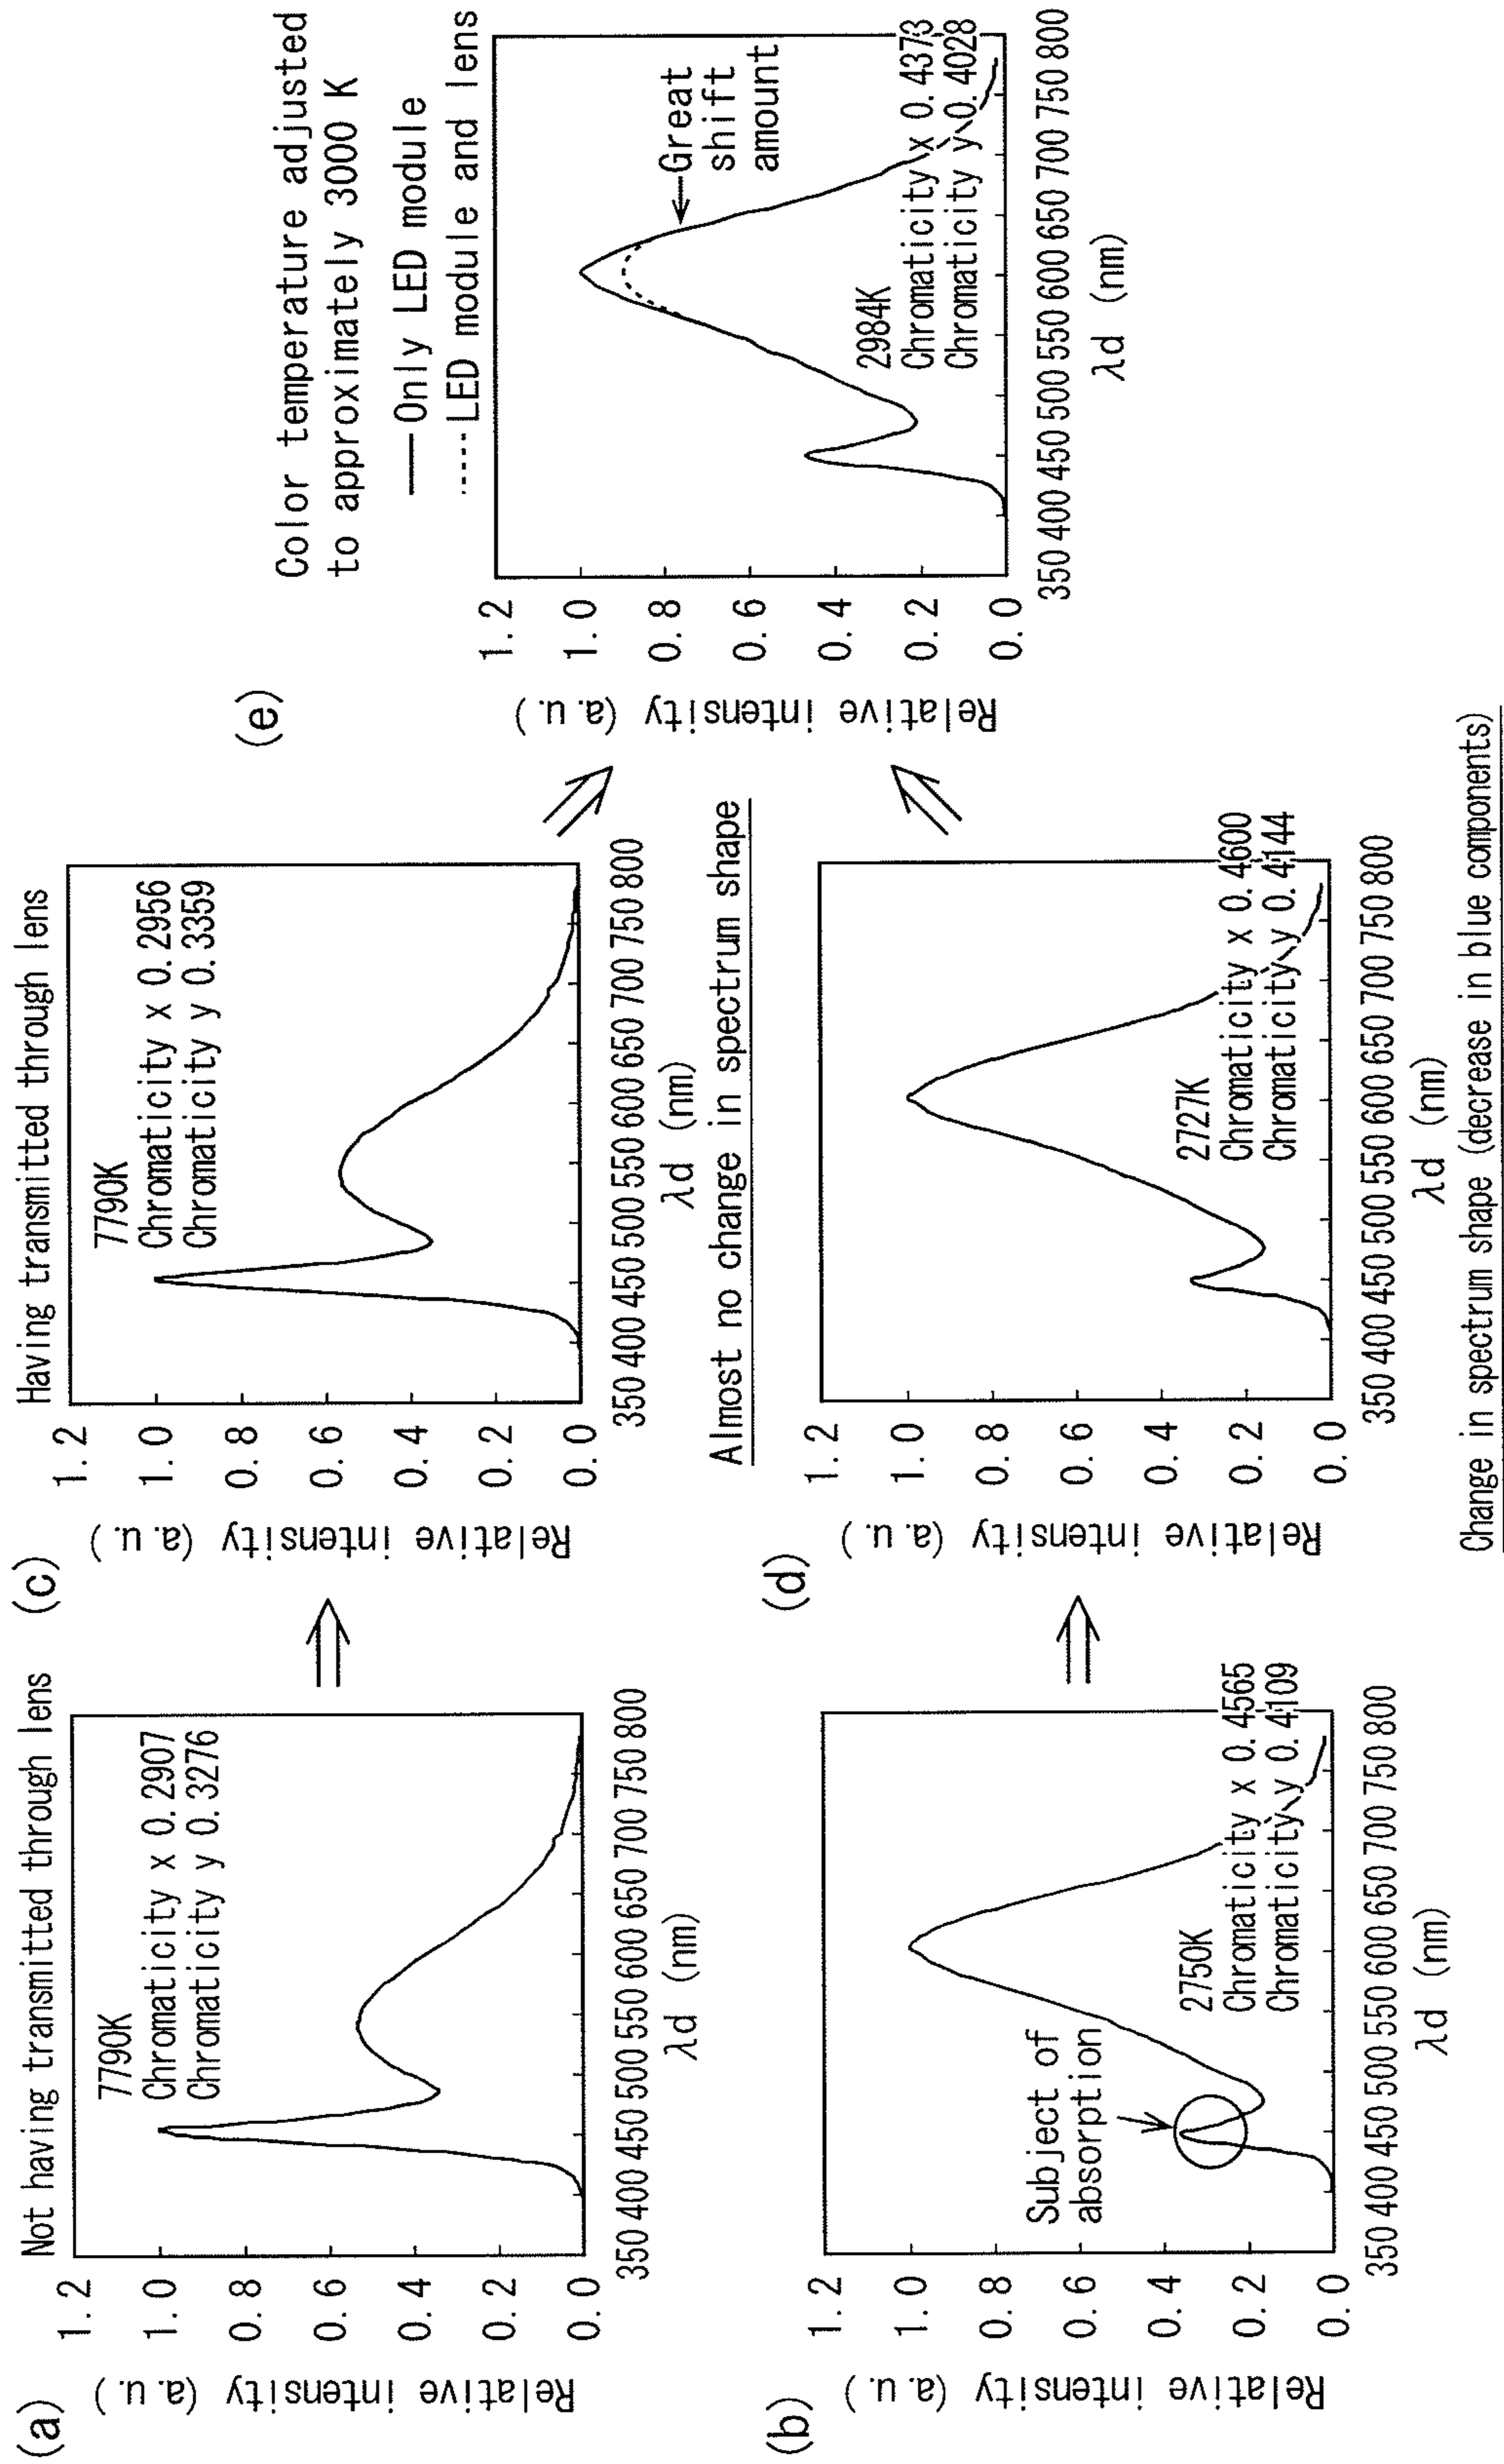 (a)
Not having transmitted through lens
7790K
Chromaticity x 0.2907
Chromaticity y 0.3276
1.2
1.0
0.8
0.6
0.4
0.2
0.0
Relative intensity (a.u.)
350 400 450 500 550 600 650 700 750 800
λd (nm)
(c)
Having transmitted through lens
7790K
Chromaticity x 0.2956
Chromaticity y 0.3359
1.2
1.0
0.8
0.6
0.4
0.2
0.0
Relative intensity (a.u.)
350 400 450 500 550 600 650 700 750 800
λd (nm)
Almost no change in spectrum shape
(b)
Subject of
absorption
2750K
Chromaticity x 0.4565
Chromaticity y 0.4109
1.2
1.0
0.8
0.6
0.4
0.2
0.0
Relative intensity (a.u.)
350 400 450 500 550 600 650 700 750 800
λd (nm)
(d)
2727K
Chromaticity x 0.4600
Chromaticity y 0.4144
1.2
1.0
0.8
0.6
0.4
0.2
0.0
Relative intensity (a.u.)
350 400 450 500 550 600 650 700 750 800
λd (nm)
Change in spectrum shape (decrease in blue components)
(e)
Color temperature adjusted
to approximately 3000 K
Only LED module
LED module and lens
Great
shift
amount
2984K
Chromaticity x 0.4373
Chromaticity y 0.4028
1.2
1.0
0.8
0.6
0.4
0.2
0.0
Relative intensity (a.u.)
350 400 450 500 550 600 650 700 750 800
λd (nm)